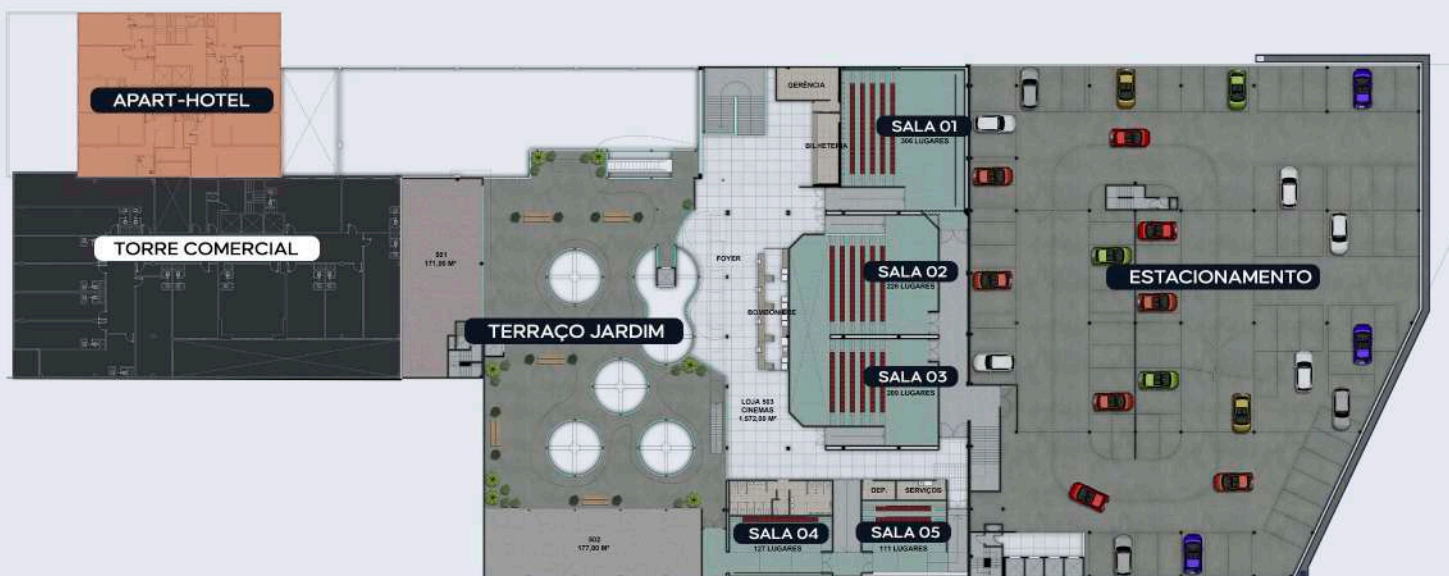 APART-HOTEL
GERÊNCIA
SALA 01
306 LUGARES
BILHETERIA
TORRE COMERCIAL
501
171,00 M²
FOYER
SALA 02
226 LUGARES
ESTACIONAMENTO
BOMBONIERE
TERRAÇO JARDIM
SALA 03
209 LUGARES
LOJA 503
CINEMAS
1.572,00 M²
DEP.
SERVIÇOS
SALA 04
127 LUGARES
SALA 05
111 LUGARES
502
177,00 M²